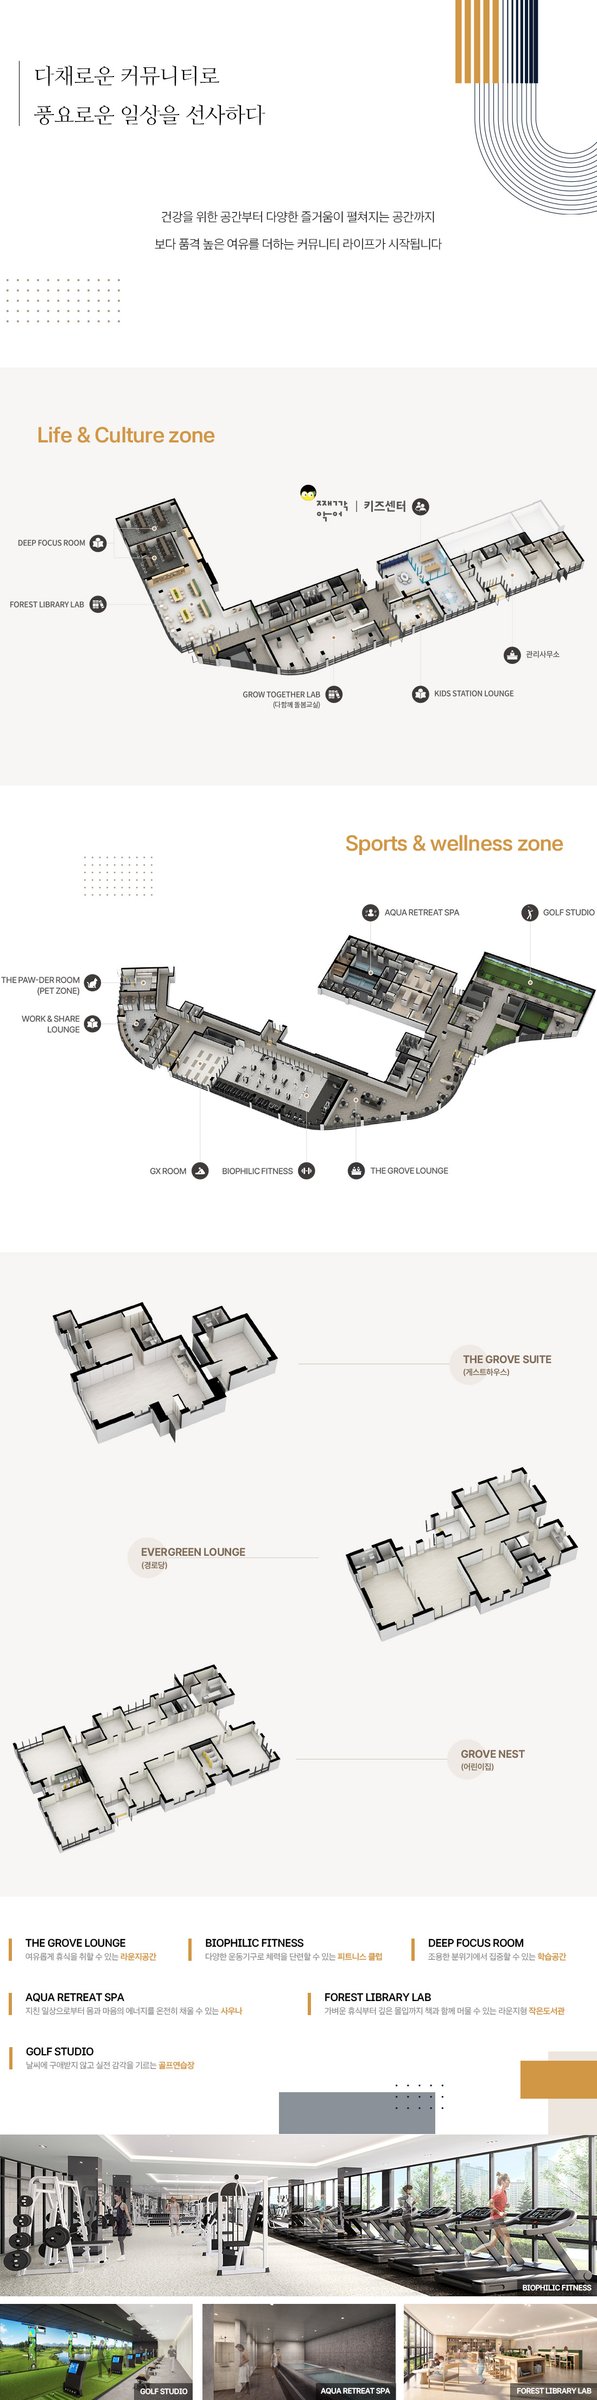 다채로운 커뮤니티로
풍요로운 일상을 선사하다
건강을 위한 공간부터 다양한 즐거움이 펼쳐지는 공간까지
보다 품격 높은 여유를 더하는 커뮤니티 라이프가 시작됩니다
Life & Culture zone
째깍악어 | 키즈센터
DEEP FOCUS ROOM
FOREST LIBRARY LAB
관리사무소
GROW TOGETHER LAB
(다함께 돌봄교실)
KIDS STATION LOUNGE
Sports & wellness zone
AQUA RETREAT SPA
GOLF STUDIO
THE PAW-DER ROOM
(PET ZONE)
WORK & SHARE
LOUNGE
GX ROOM
BIOPHILIC FITNESS
THE GROVE LOUNGE
THE GROVE SUITE
(게스트하우스)
EVERGREEN LOUNGE
(경로당)
GROVE NEST
(어린이집)
THE GROVE LOUNGE
여유롭게 휴식을 취할 수 있는 라운지공간
BIOPHILIC FITNESS
다양한 운동기구로 체력을 단련할 수 있는 피트니스 클럽
DEEP FOCUS ROOM
조용한 분위기에서 집중할 수 있는 학습공간
AQUA RETREAT SPA
지친 일상으로부터 몸과 마음의 에너지를 온전히 채울 수 있는 사우나
FOREST LIBRARY LAB
가벼운 휴식부터 깊은 몰입까지 책과 함께 머물 수 있는 라운지형 작은도서관
GOLF STUDIO
날씨에 구애받지 않고 실전 감각을 기르는 골프연습장
BIOPHILIC FITNESS
GOLF STUDIO
AQUA RETREAT SPA
FOREST LIBRARY LAB